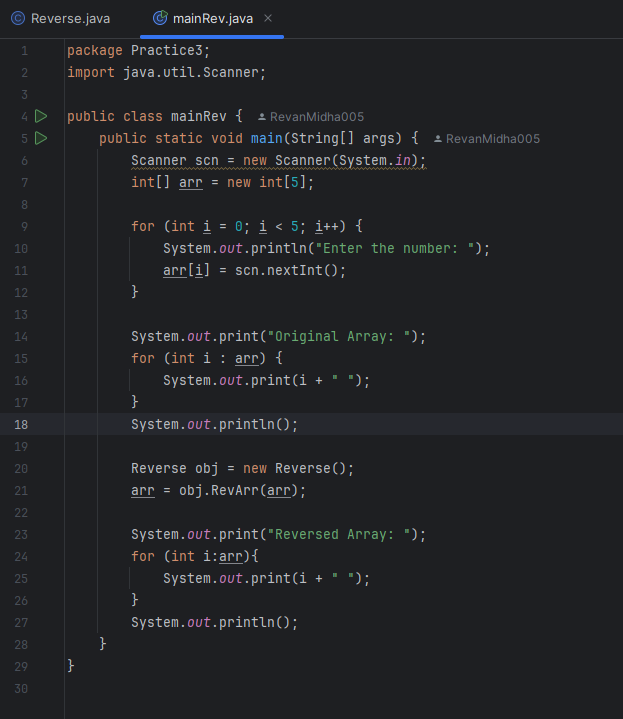 Reverse.java mainRev.java
1 package Practice3;
2 import java.util.Scanner;
3
4 public class mainRev { RevanMidha005
5     public static void main(String[] args) { RevanMidha005
6         Scanner scn = new Scanner(System.in);
7         int[] arr = new int[5];
8
9         for (int i = 0; i < 5; i++) {
10             System.out.println("Enter the number: ");
11             arr[i] = scn.nextInt();
12         }
13
14         System.out.print("Original Array: ");
15         for (int i : arr) {
16             System.out.print(i + " ");
17         }
18         System.out.println();
19
20         Reverse obj = new Reverse();
21         arr = obj.RevArr(arr);
22
23         System.out.print("Reversed Array: ");
24         for (int i:arr){
25             System.out.print(i + " ");
26         }
27         System.out.println();
28     }
29 }
30